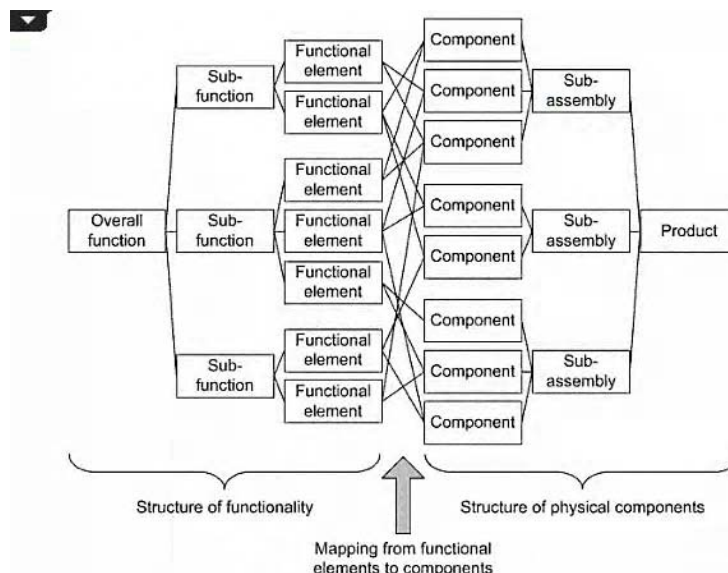 Overall
function
Sub-
function
Sub-
function
Sub-
function
Functional
element
Functional
element
Functional
element
Functional
element
Functional
element
Functional
element
Functional
element
Component
Component
Component
Component
Component
Component
Component
Component
Sub-
assembly
Sub-
assembly
Sub-
assembly
Product
Structure of functionality
Structure of physical components
Mapping from functional
elements to components